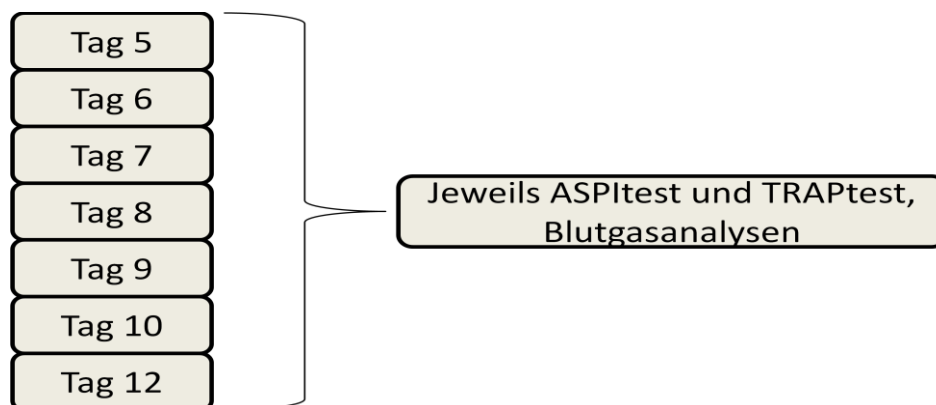 Tag 5
Tag 6
Tag 7
Tag 8
Tag 9
Tag 10
Tag 12
Jeweils ASPItest und TRAPtest,
Blutgasanalysen